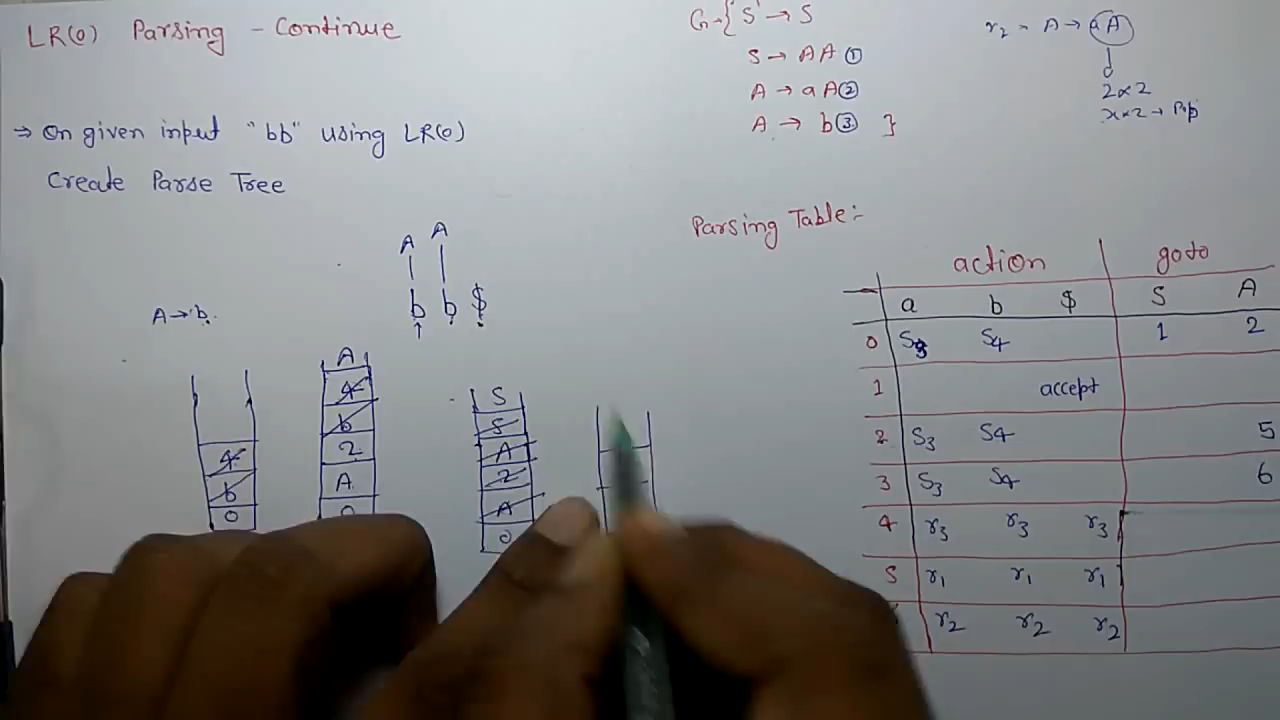 LR(0) Parsing - Continue
⇒ On given input "bb" using LR(0)
Create Parse Tree
G = { S' → S
S → AA ①
A → aA ②
A → b ③ }
r2 = A → aA
2×2
x×2 → Pop
A A
b b $
A → b.
4
b
0
A
4
b
2
A
S
5
A
2
A
0
Parsing Table:-
action goto
a b $ S A
0 S3 S4 1 2
1 accept
2 S3 S4 5
3 S3 S4 6
4 r3 r3 r3
5 r1 r1 r1
r2 r2 r2